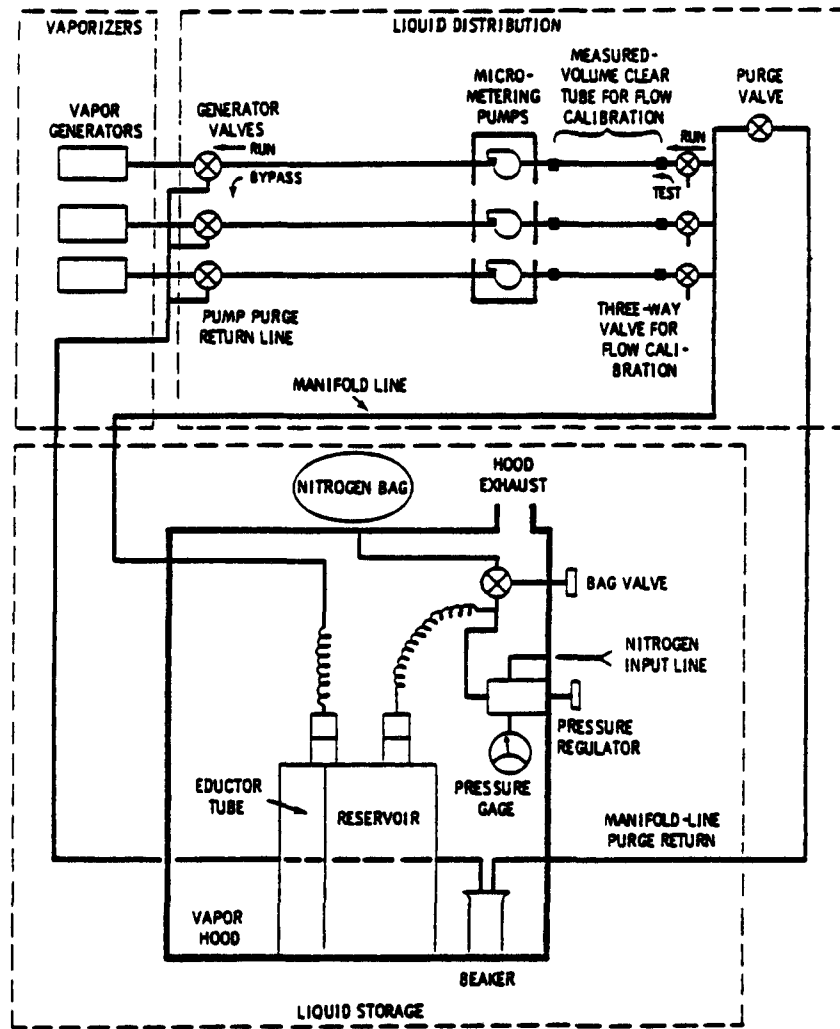 VAPORIZERS
LIQUID DISTRIBUTION
VAPOR
GENERATORS
GENERATOR
VALVES
RUN
BYPASS
MICRO-
METERING
PUMPS
MEASURED-
VOLUME CLEAR
TUBE FOR FLOW
CALIBRATION
PURGE
VALVE
RUN
TEST
PUMP PURGE
RETURN LINE
THREE-WAY
VALVE FOR
FLOW CALI-
BRATION
MANIFOLD LINE
NITROGEN BAG
HOOD
EXHAUST
BAG VALVE
NITROGEN
INPUT LINE
PRESSURE
REGULATOR
PRESSURE
GAGE
EDUCTOR
TUBE
RESERVOIR
MANIFOLD-LINE
PURGE RETURN
VAPOR
HOOD
BEAKER
LIQUID STORAGE